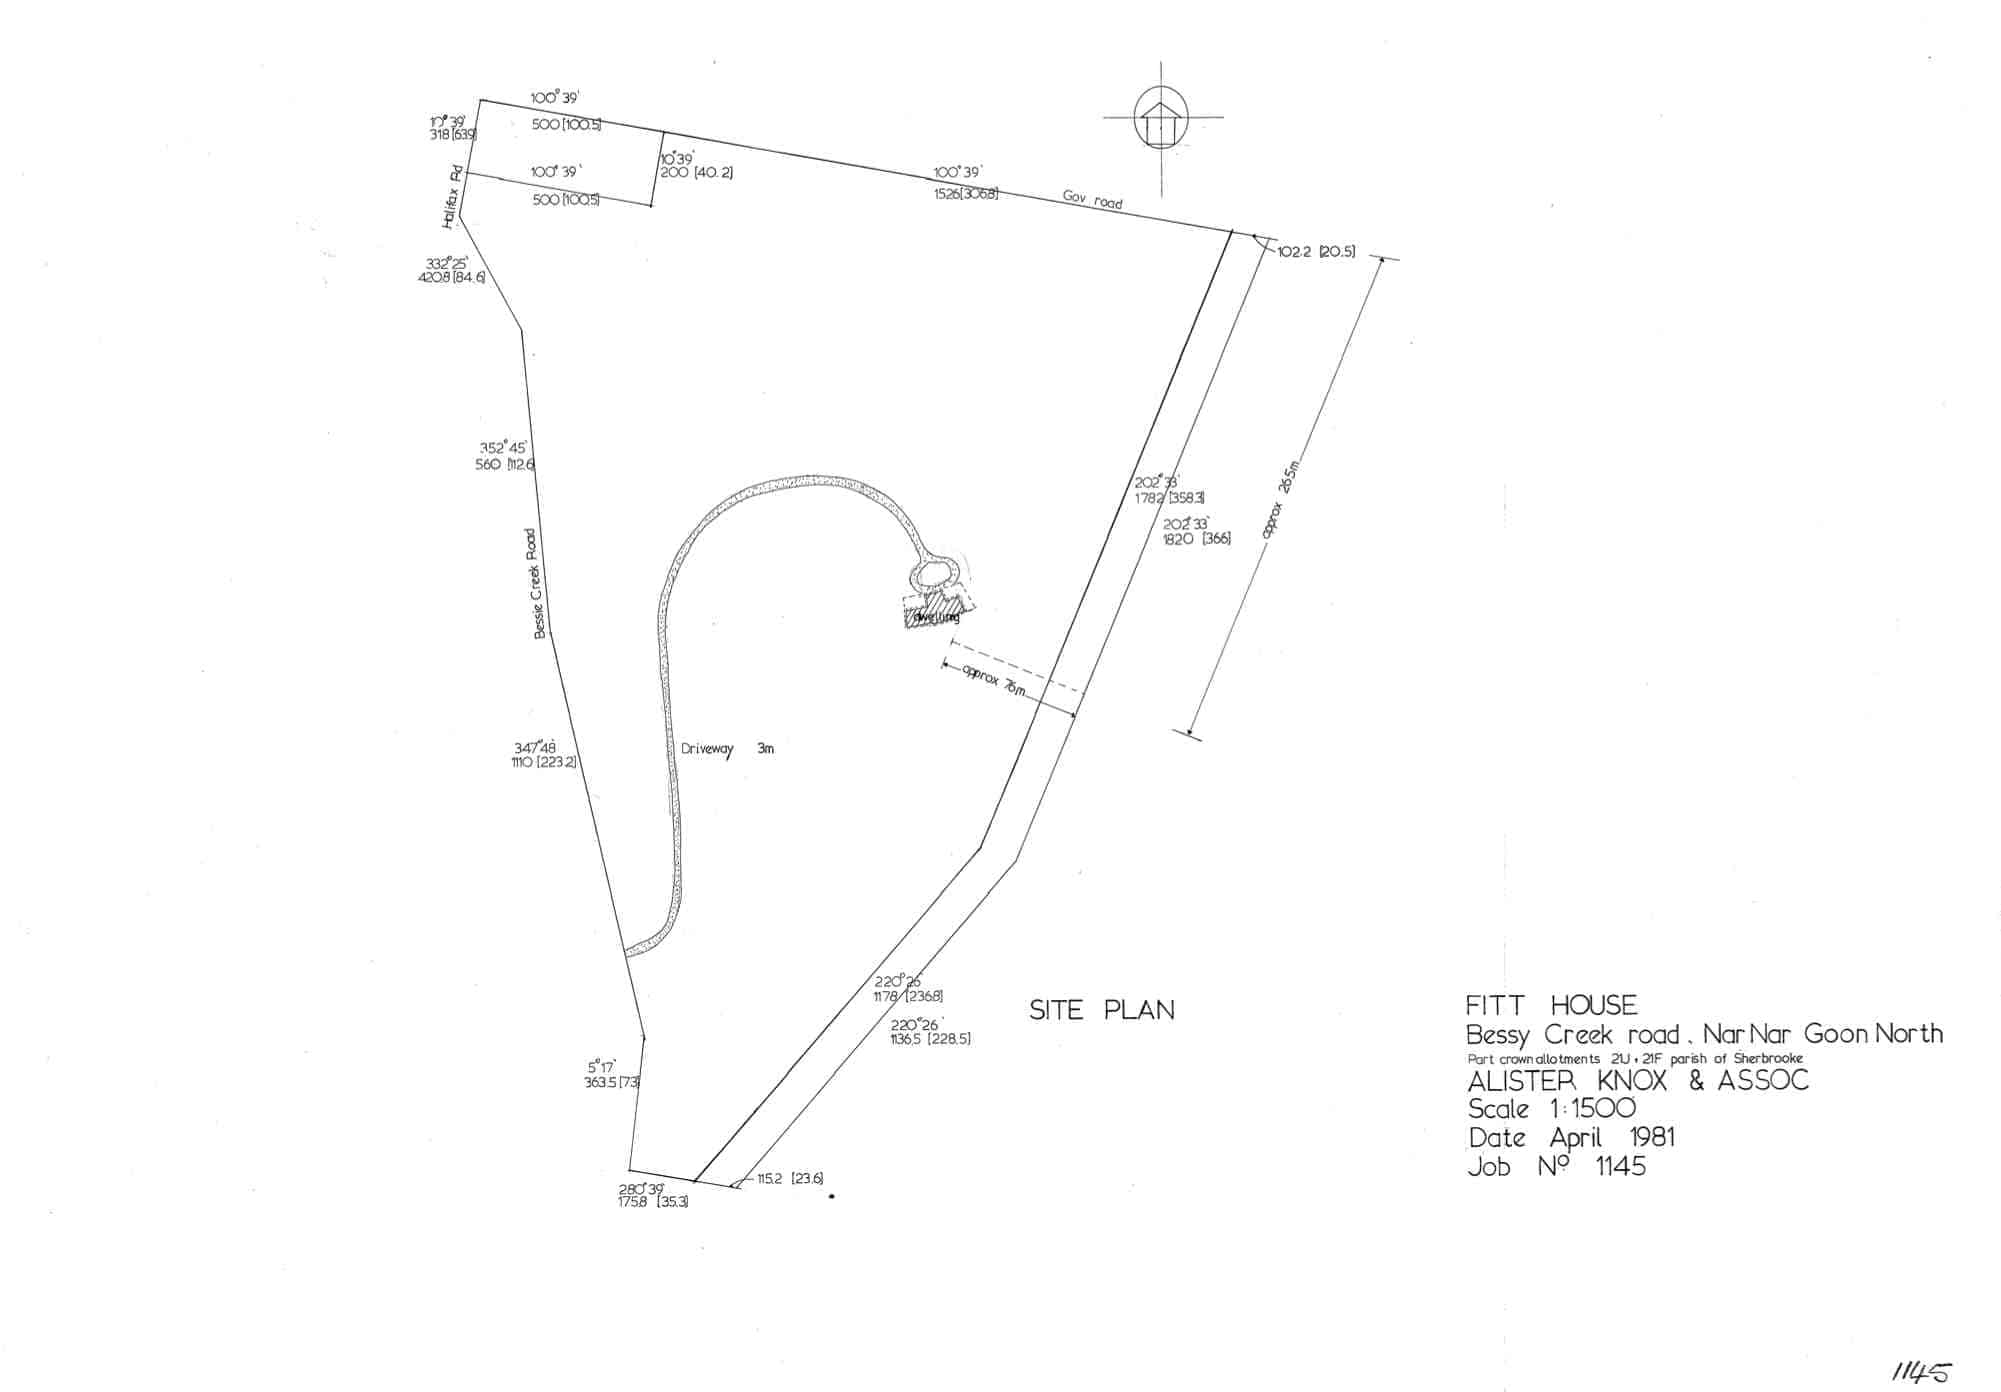 100° 39'
500 [100.5]
10° 39'
318 [63.9]
Halifax Rd
100° 39'
500 [100.5]
10° 39'
200 [40.2]
100° 39'
1526 [306.8]
Gov road
102.2 [20.5]
332° 25'
420.8 [84.6]
352° 45'
560 [112.6]
Bessie Creek Road
202° 33'
1782 [358.3]
202° 33'
1820 [366]
approx 265m
dwelling
approx 76m
347° 48'
1110 [223.2]
Driveway 3m
220° 26'
1178 [236.8]
220° 26'
1136.5 [228.5]
5° 17'
363.5 [73]
280° 39'
175.8 [35.3]
115.2 [23.6]
SITE PLAN
FITT HOUSE
Bessy Creek road, Nar Nar Goon North
Part crown allotments 21J, 21F parish of Sherbrooke
ALISTER KNOX & ASSOC
Scale 1:1500
Date April 1981
Job Nº 1145
1145